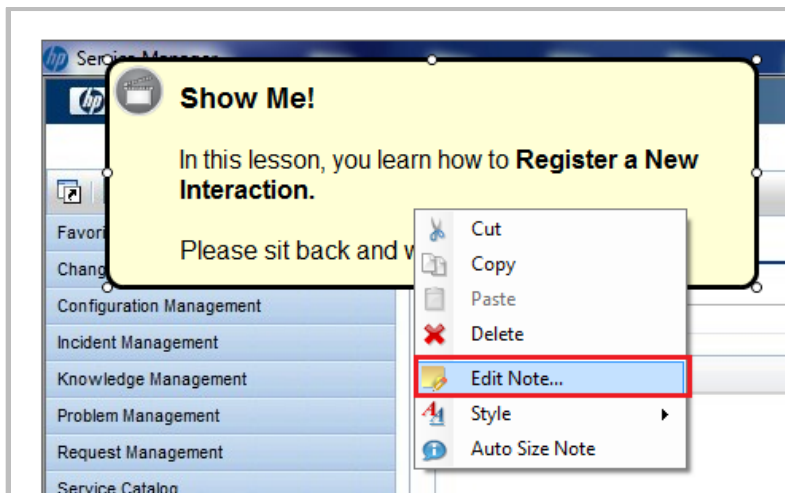 hp Service Manager
hp
Show Me!
In this lesson, you learn how to Register a New
Interaction.
Please sit back and
Cut
Copy
Paste
Delete
Edit Note...
Style
Auto Size Note
Configuration Management
Incident Management
Knowledge Management
Problem Management
Request Management
Service Catalog